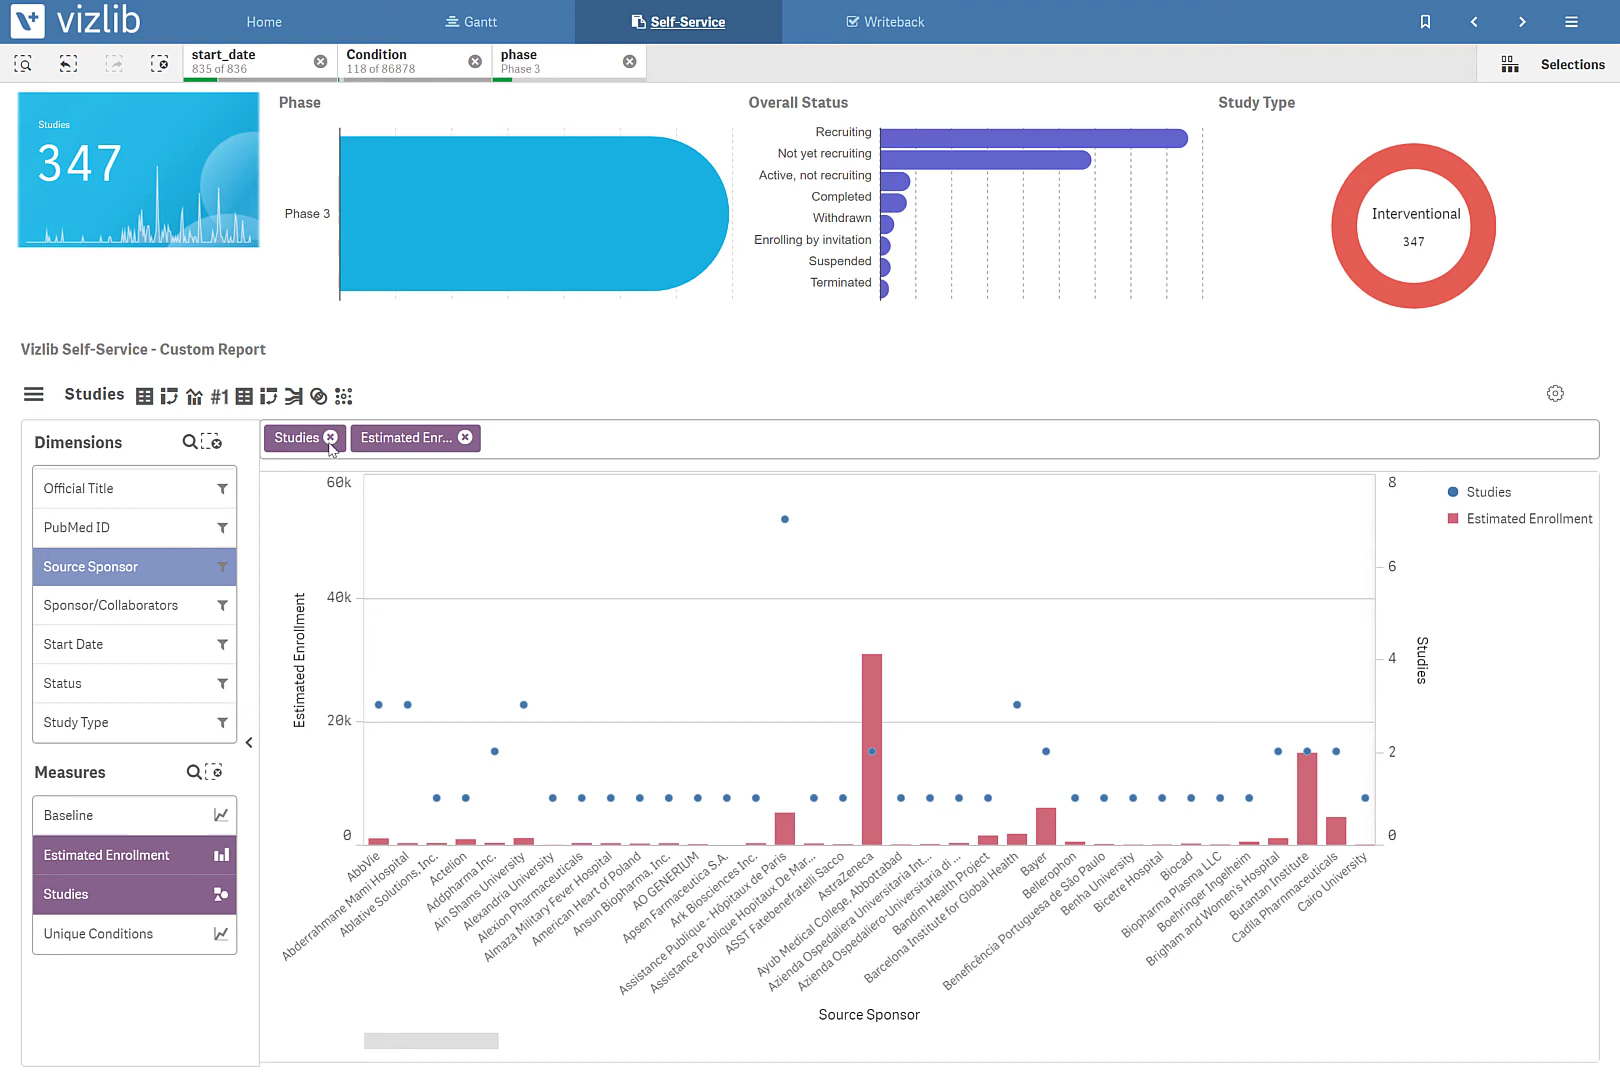 vizlib
Home
Gantt
Self-Service
Writeback
start_date
835 of 836
Condition
118 of 86878
phase
Phase 3
Selections
Studies
347
Phase
Phase 3
Overall Status
Recruiting
Not yet recruiting
Active, not recruiting
Completed
Withdrawn
Enrolling by invitation
Suspended
Terminated
Study Type
Interventional
347
Vizlib Self-Service - Custom Report
Studies
#1
Dimensions
Official Title
PubMed ID
Source Sponsor
Sponsor/Collaborators
Start Date
Status
Study Type
Measures
Baseline
Estimated Enrollment
Studies
Unique Conditions
Studies
Estimated Enr...
60k
40k
20k
0
Estimated Enrollment
8
6
4
2
0
Studies
Studies
Estimated Enrollment
AbbVie
Abderrahmane Mami Hospital
Ablative Solutions, Inc.
Actelion
Addpharma Inc.
Ain Shams University
Alexandria University
Alexion Pharmaceuticals
Almaza Military Fever Hospital
American Heart of Poland
Ansun Biopharma, Inc.
AO GENERIUM
Apsen Farmaceutica S.A.
Ark Biosciences Inc.
Assistance Publique - Hôpitaux de Paris
Assistance Publique Hopitaux De Mar...
ASST Fatebenefratelli Sacco
AstraZeneca
Ayub Medical College, Abbottabad
Azienda Ospedaliera Universitaria Int...
Azienda Ospedaliero-Universitaria di ...
Bandim Health Project
Barcelona Institute for Global Health
Bayer
Bellerophon
Beneficência Portuguesa de São Paulo
Benha University
Bicetre Hospital
Biocad
Biopharma Plasma LLC
Boehringer Ingelheim
Brigham and Women's Hospital
Butantan Institute
Cadila Pharmaceuticals
Cairo University
Source Sponsor